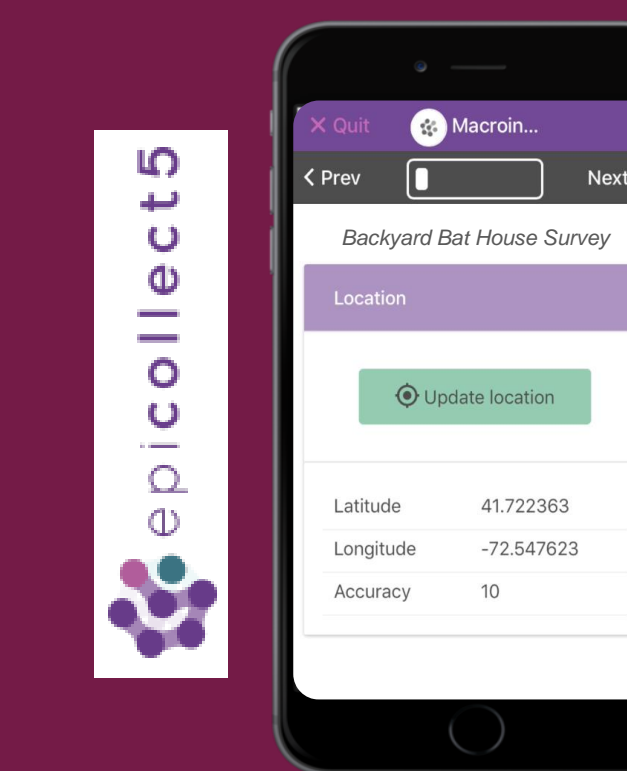 epicollect5
Quit
Macroin...
Prev
Next
Backyard Bat House Survey
Location
Update location
Latitude 41.722363
Longitude -72.547623
Accuracy 10